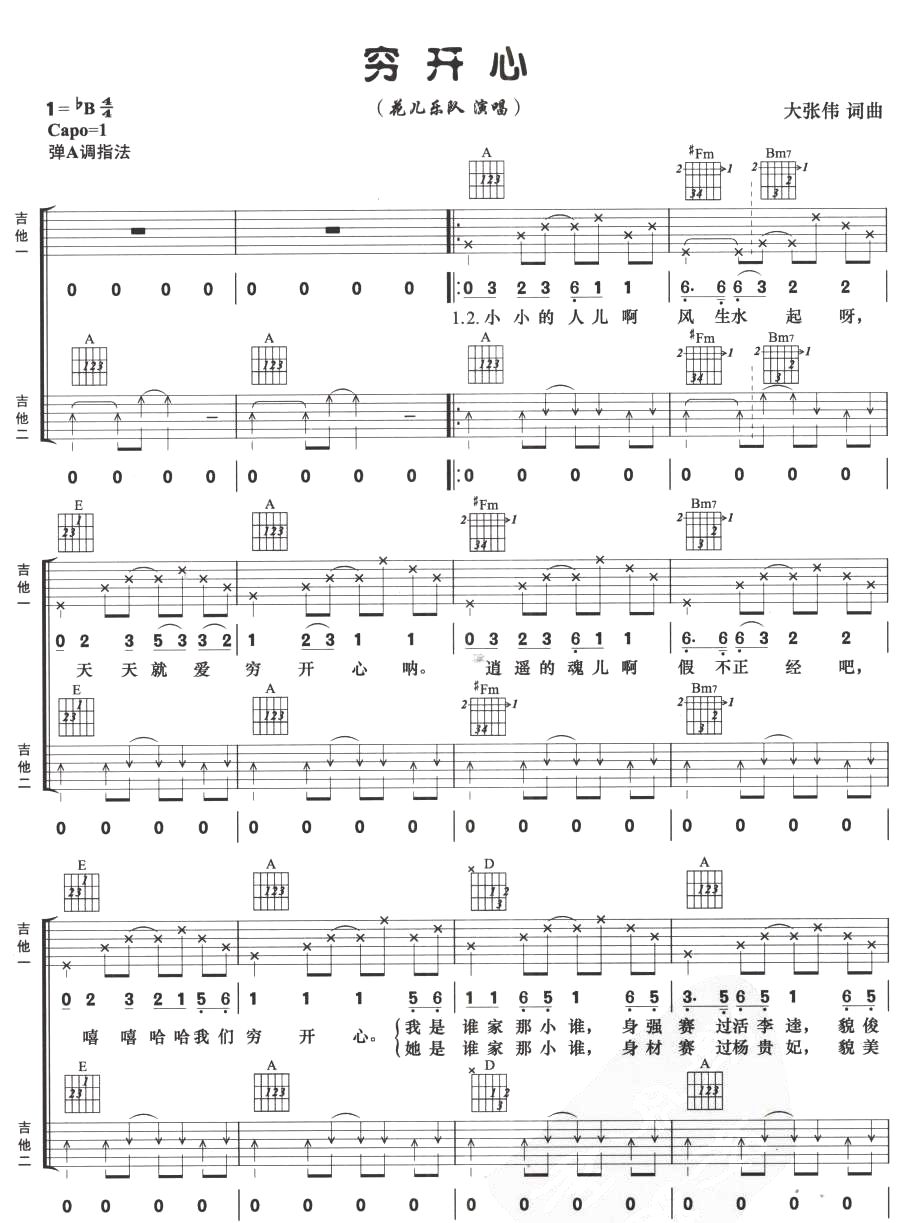 穷开心
1=♭B 4/4
(花儿乐队 演唱)
大张伟 词曲
Capo=1
弹A调指法
A ♯Fm Bm7
吉他一
0 0 0 0 | 0 0 0 0 |: 0 3 2 3 6 1 1 | 6. 6 6 3 2 2 |
1.2.小小的人儿啊 风生水起呀,
A A A ♯Fm Bm7
吉他二
0 0 0 0 | 0 0 0 0 |: 0 0 0 0 | 0 0 0 0 |
E A ♯Fm Bm7
吉他一
0 2 3 5 3 3 2 | 1 2 3 1 1 | 0 3 2 3 6 1 1 | 6. 6 6 3 2 2 |
天天就爱穷开心呐。 逍遥的魂儿啊 假不正经吧,
E A ♯Fm Bm7
吉他二
0 0 0 0 | 0 0 0 0 | 0 0 0 0 | 0 0 0 0 |
E A D A
吉他一
0 2 3 2 1 5 6 | 1 1 1 5 6 | 1 1 6 5 1 6 5 | 3. 5 6 6 1 6 5 |
嘻嘻哈哈我们穷开心。 我是谁家那小谁, 身强赛过活李逵, 貌俊
她是谁家那小谁, 身材赛过杨贵妃, 貌美
E A D A
吉他二
0 0 0 0 | 0 0 0 0 | 0 0 0 0 | 0 0 0 0